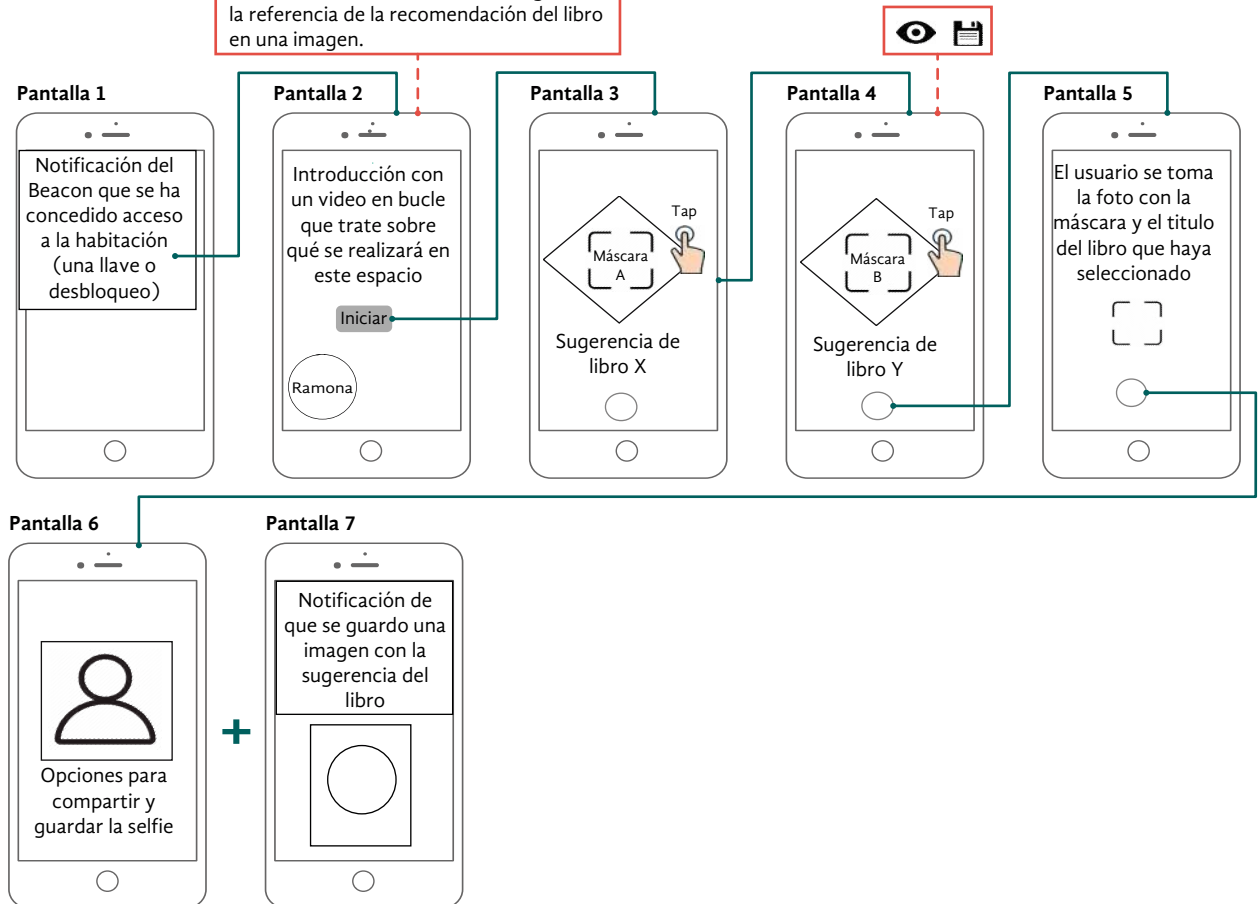 la referencia de la recomendación del libro
en una imagen.
Pantalla 1
Notificación del
Beacon que se ha
concedido acceso
a la habitación
(una llave o
desbloqueo)
Pantalla 2
Introducción con
un video en bucle
que trate sobre
qué se realizará en
este espacio
Iniciar
Ramona
Pantalla 3
Tap
Máscara
A
Sugerencia de
libro X
Pantalla 4
Tap
Máscara
B
Sugerencia de
libro Y
Pantalla 5
El usuario se toma
la foto con la
máscara y el titulo
del libro que haya
seleccionado
Pantalla 6
Opciones para
compartir y
guardar la selfie
+
Pantalla 7
Notificación de
que se guardo una
imagen con la
sugerencia del
libro